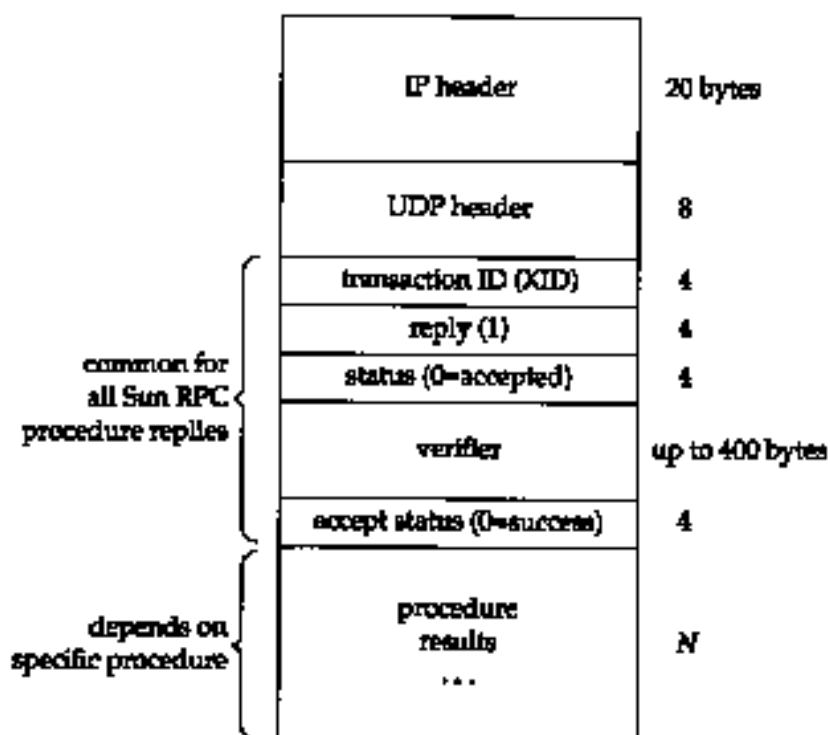 IP header 20 bytes
UDP header 8
transaction ID (XID) 4
reply (1) 4
status (0=accepted) 4
common for
all Sun RPC
procedure replies
verifier up to 400 bytes
accept status (0=success) 4
depends on
specific procedure
procedure
results
...
N